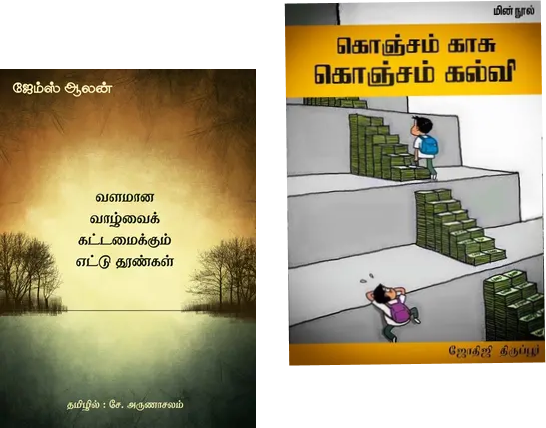 ஜேம்ஸ் ஆலன்
வளமான
வாழ்வைக்
கட்டமைக்கும்
எட்டு தூண்கள்
தமிழில் : சே. அருணாசலம்
மின்நூல்
கொஞ்சம் காசு
கொஞ்சம் கல்வி
ஜோதிஜி திருப்பூர்